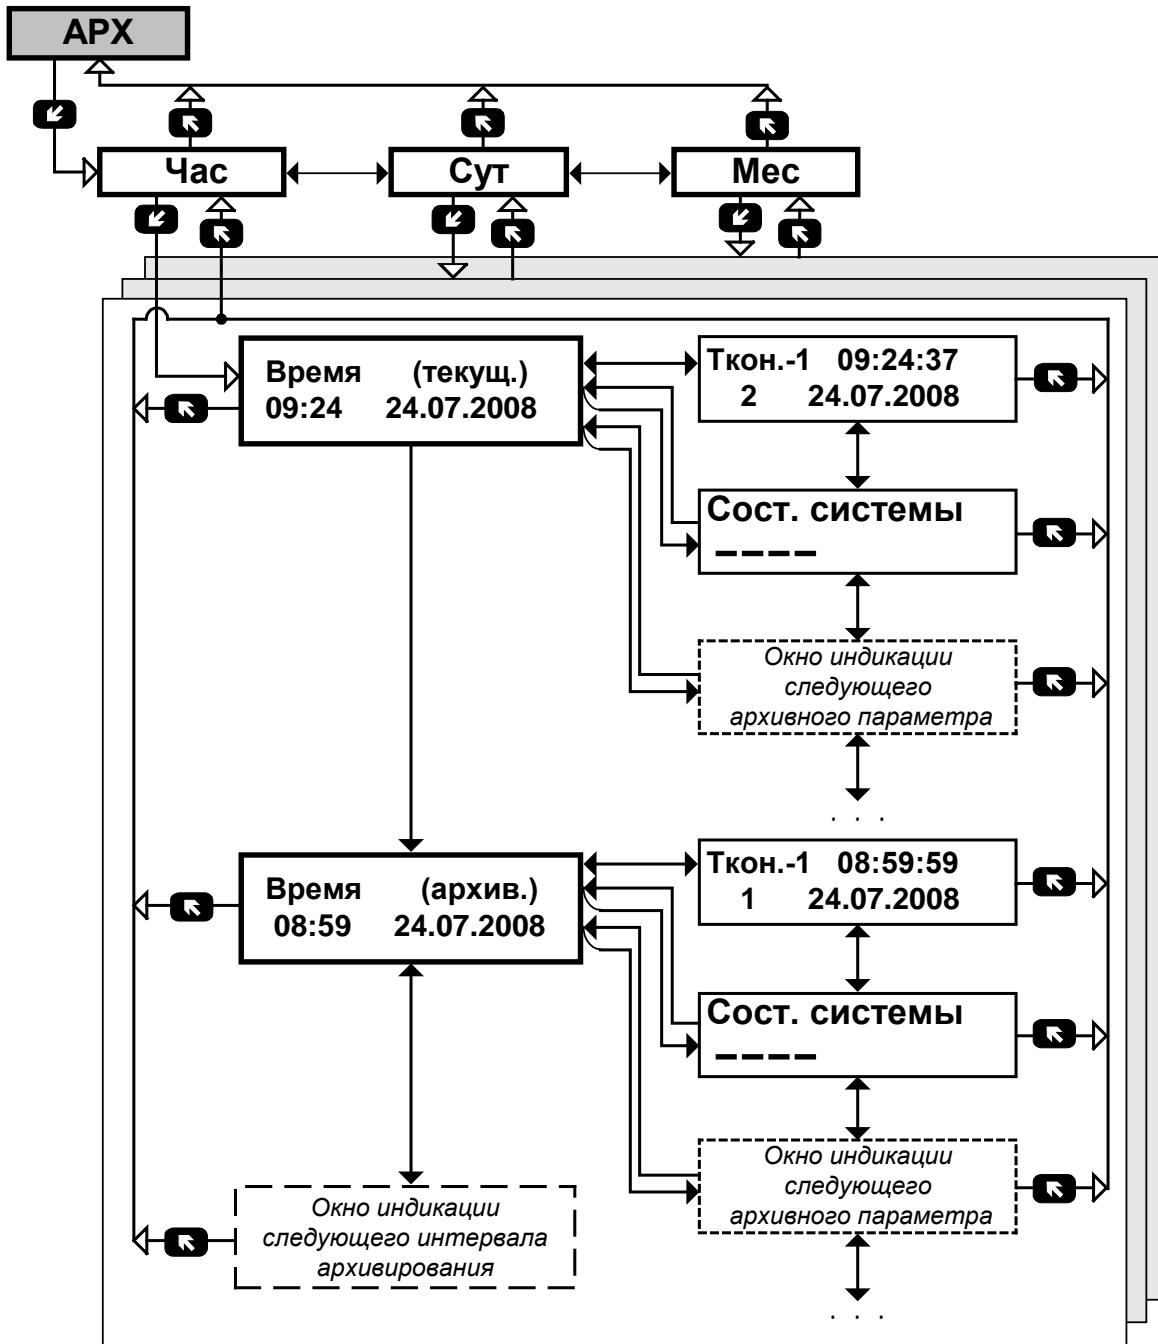 АРХ
Час
Сут
Мес
Время (текущ.)
09:24 24.07.2008
Ткон.-1 09:24:37
2 24.07.2008
Сост. системы
– – – –
Окно индикации
следующего
архивного параметра
. . .
Время (архив.)
08:59 24.07.2008
Ткон.-1 08:59:59
1 24.07.2008
Сост. системы
– – – –
Окно индикации
следующего интервала
архивирования
Окно индикации
следующего
архивного параметра
. . .